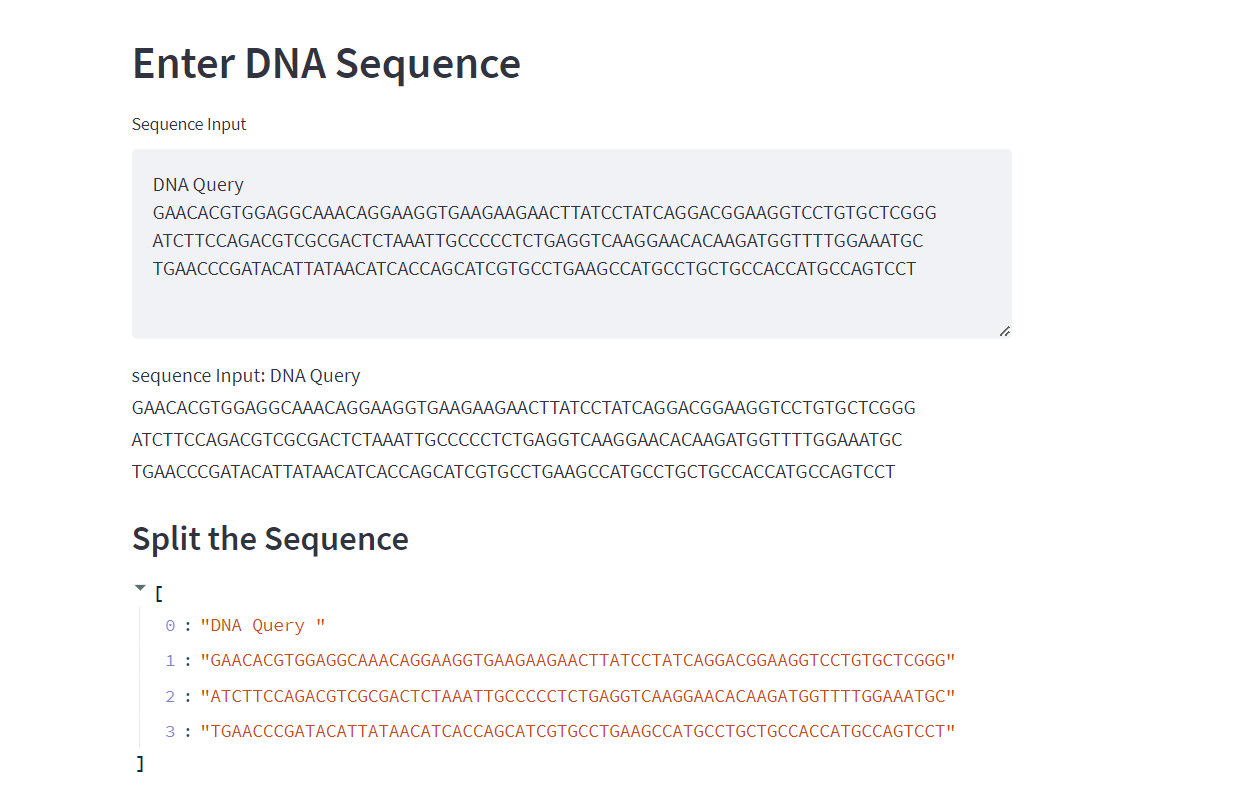 Enter DNA Sequence
Sequence Input
DNA Query
GAACACGTGGAGGCAAACAGGAAGGTGAAGAAGAACTTATCCTATCAGGACGGAAGGTCCTGTGCTCGGG
ATCTTCCAGACGTCGCGACTCTAAATTGCCCCCTCTGAGGTCAAGGAACACAAGATGGTTTTGGAAATGC
TGAACCCGATACATTATAACATCACCAGCATCGTGCCTGAAGCCATGCCTGCTGCCACCATGCCAGTCCT
sequence Input: DNA Query
GAACACGTGGAGGCAAACAGGAAGGTGAAGAAGAACTTATCCTATCAGGACGGAAGGTCCTGTGCTCGGG
ATCTTCCAGACGTCGCGACTCTAAATTGCCCCCTCTGAGGTCAAGGAACACAAGATGGTTTTGGAAATGC
TGAACCCGATACATTATAACATCACCAGCATCGTGCCTGAAGCCATGCCTGCTGCCACCATGCCAGTCCT
Split the Sequence
[
0 : "DNA Query "
1 : "GAACACGTGGAGGCAAACAGGAAGGTGAAGAAGAACTTATCCTATCAGGACGGAAGGTCCTGTGCTCGGG"
2 : "ATCTTCCAGACGTCGCGACTCTAAATTGCCCCCTCTGAGGTCAAGGAACACAAGATGGTTTTGGAAATGC"
3 : "TGAACCCGATACATTATAACATCACCAGCATCGTGCCTGAAGCCATGCCTGCTGCCACCATGCCAGTCCT"
]